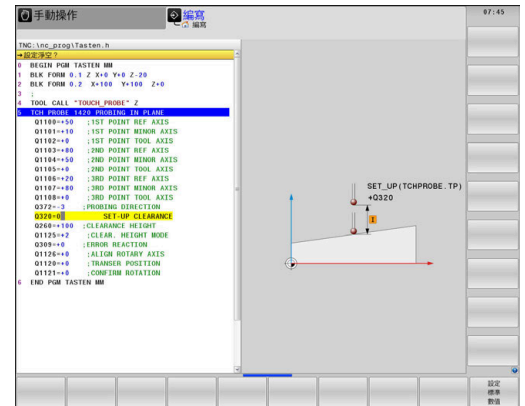 手動操作
編寫
編寫
07:45
TNC:\nc_prog\Tasten.h
→設定淨空?
0 BEGIN PGM TASTEN MM
1 BLK FORM 0.1 Z X+0 Y+0 Z-20
2 BLK FORM 0.2 X+100 Y+100 Z+0
3 ;
4 TOOL CALL "TOUCH_PROBE" Z
5 TCH PROBE 1420 PROBING IN PLANE
Q1100=+50 ;1ST POINT REF AXIS
Q1101=+10 ;1ST POINT MINOR AXIS
Q1102=+0 ;1ST POINT TOOL AXIS
Q1103=+80 ;2ND POINT REF AXIS
Q1104=+50 ;2ND POINT MINOR AXIS
Q1105=+0 ;2ND POINT TOOL AXIS
Q1106=+20 ;3RD POINT REF AXIS
Q1107=+80 ;3RD POINT MINOR AXIS
Q1108=+0 ;3RD POINT TOOL AXIS
Q372=-3 ;PROBING DIRECTION
Q320=0 SET-UP CLEARANCE
Q260=+100 ;CLEARANCE HEIGHT
Q1125=+2 ;CLEAR. HEIGHT MODE
Q309=+0 ;ERROR REACTION
Q1126=+0 ;ALIGN ROTARY AXIS
Q1120=+0 ;TRANSER POSITION
Q1121=+0 ;CONFIRM ROTATION
6 END PGM TASTEN MM
SET_UP(TCHPROBE.TP)
+Q320
I
設定
標準
數值